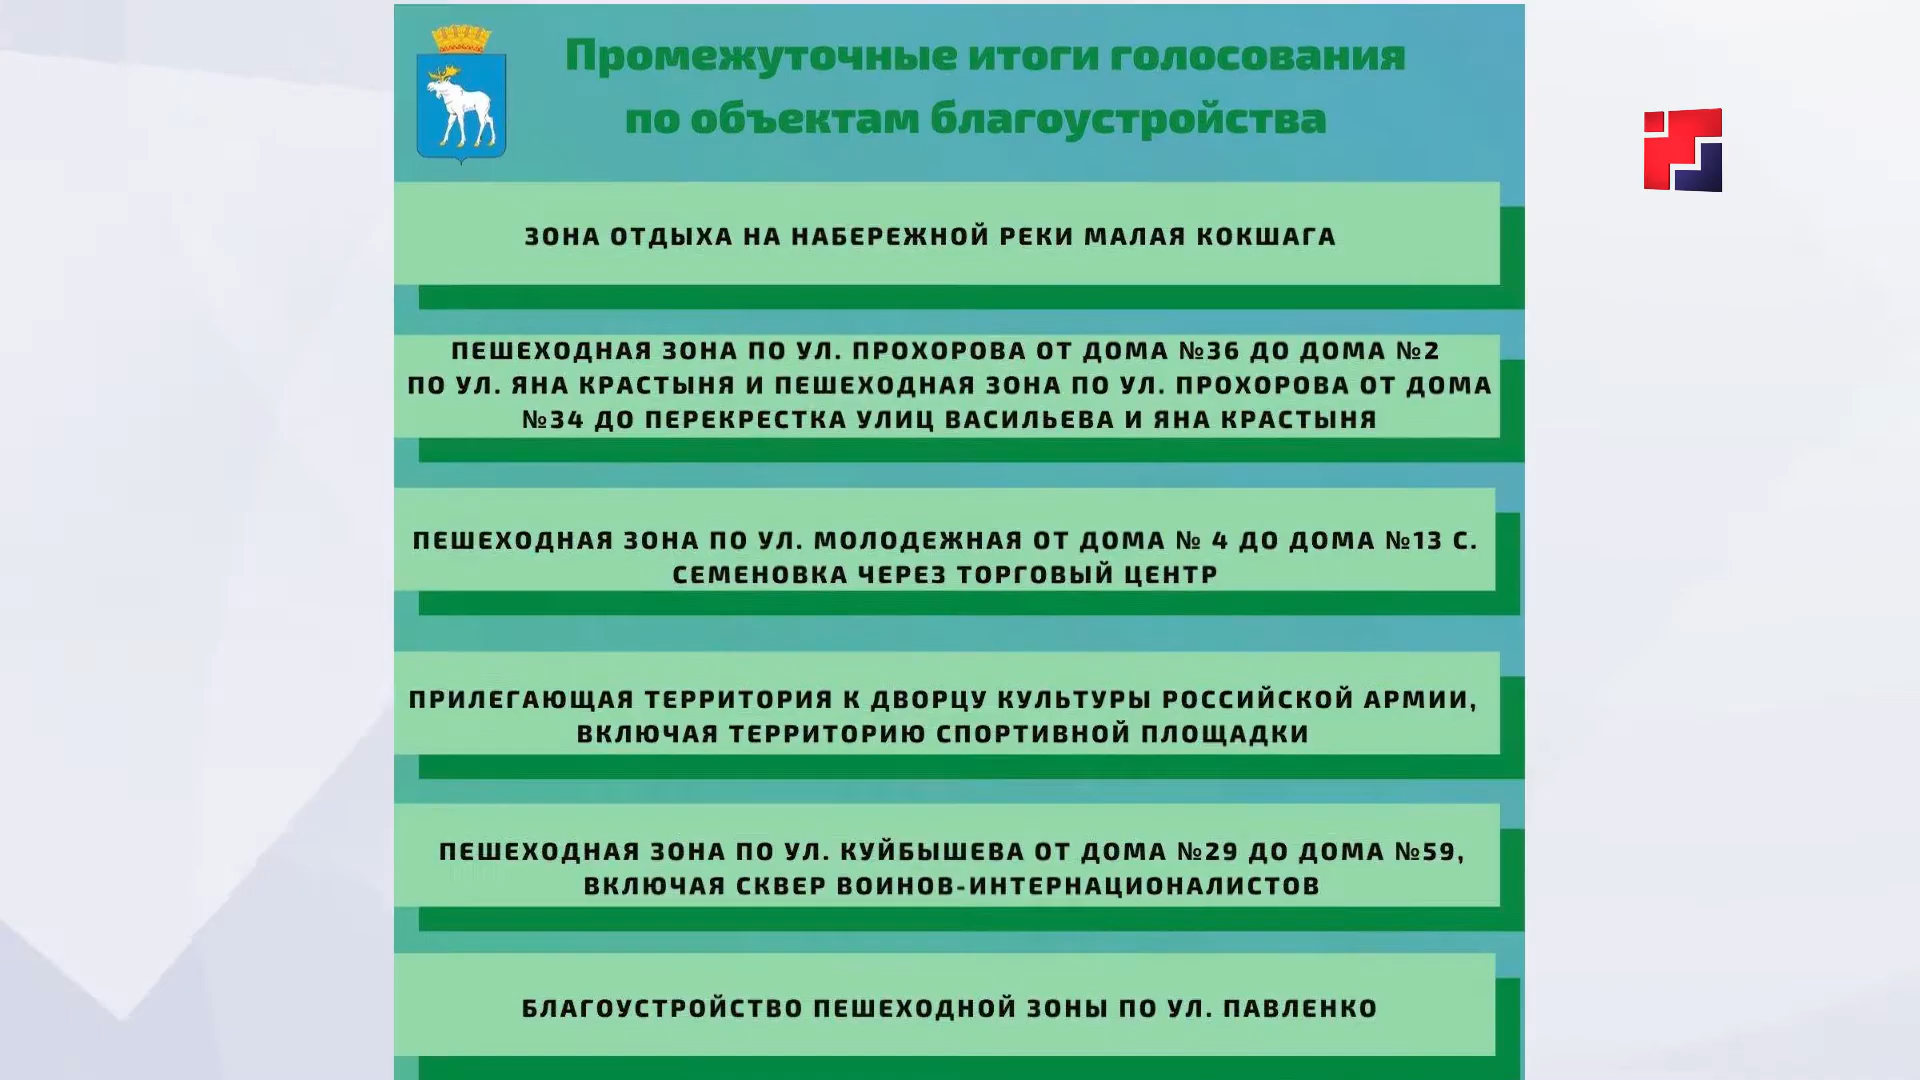 Промежуточные итоги голосования
по объектам благоустройства
ЗОНА ОТДЫХА НА НАБЕРЕЖНОЙ РЕКИ МАЛАЯ КОКШАГА
ПЕШЕХОДНАЯ ЗОНА ПО УЛ. ПРОХОРОВА ОТ ДОМА №36 ДО ДОМА №2
ПО УЛ. ЯНА КРАСТЫНЯ И ПЕШЕХОДНАЯ ЗОНА ПО УЛ. ПРОХОРОВА ОТ ДОМА
№34 ДО ПЕРЕКРЕСТКА УЛИЦ ВАСИЛЬЕВА И ЯНА КРАСТЫНЯ
ПЕШЕХОДНАЯ ЗОНА ПО УЛ. МОЛОДЕЖНАЯ ОТ ДОМА № 4 ДО ДОМА №13 С.
СЕМЕНОВКА ЧЕРЕЗ ТОРГОВЫЙ ЦЕНТР
ПРИЛЕГАЮЩАЯ ТЕРРИТОРИЯ К ДВОРЦУ КУЛЬТУРЫ РОССИЙСКОЙ АРМИИ,
ВКЛЮЧАЯ ТЕРРИТОРИЮ СПОРТИВНОЙ ПЛОЩАДКИ
ПЕШЕХОДНАЯ ЗОНА ПО УЛ. КУЙБЫШЕВА ОТ ДОМА №29 ДО ДОМА №59,
ВКЛЮЧАЯ СКВЕР ВОИНОВ-ИНТЕРНАЦИОНАЛИСТОВ
БЛАГОУСТРОЙСТВО ПЕШЕХОДНОЙ ЗОНЫ ПО УЛ. ПАВЛЕНКО